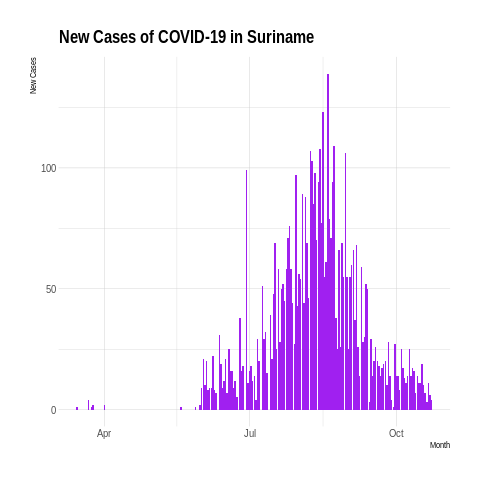 New Cases of COVID-19 in Suriname
New Cases
100
50
0
Apr
Jul
Oct
Month